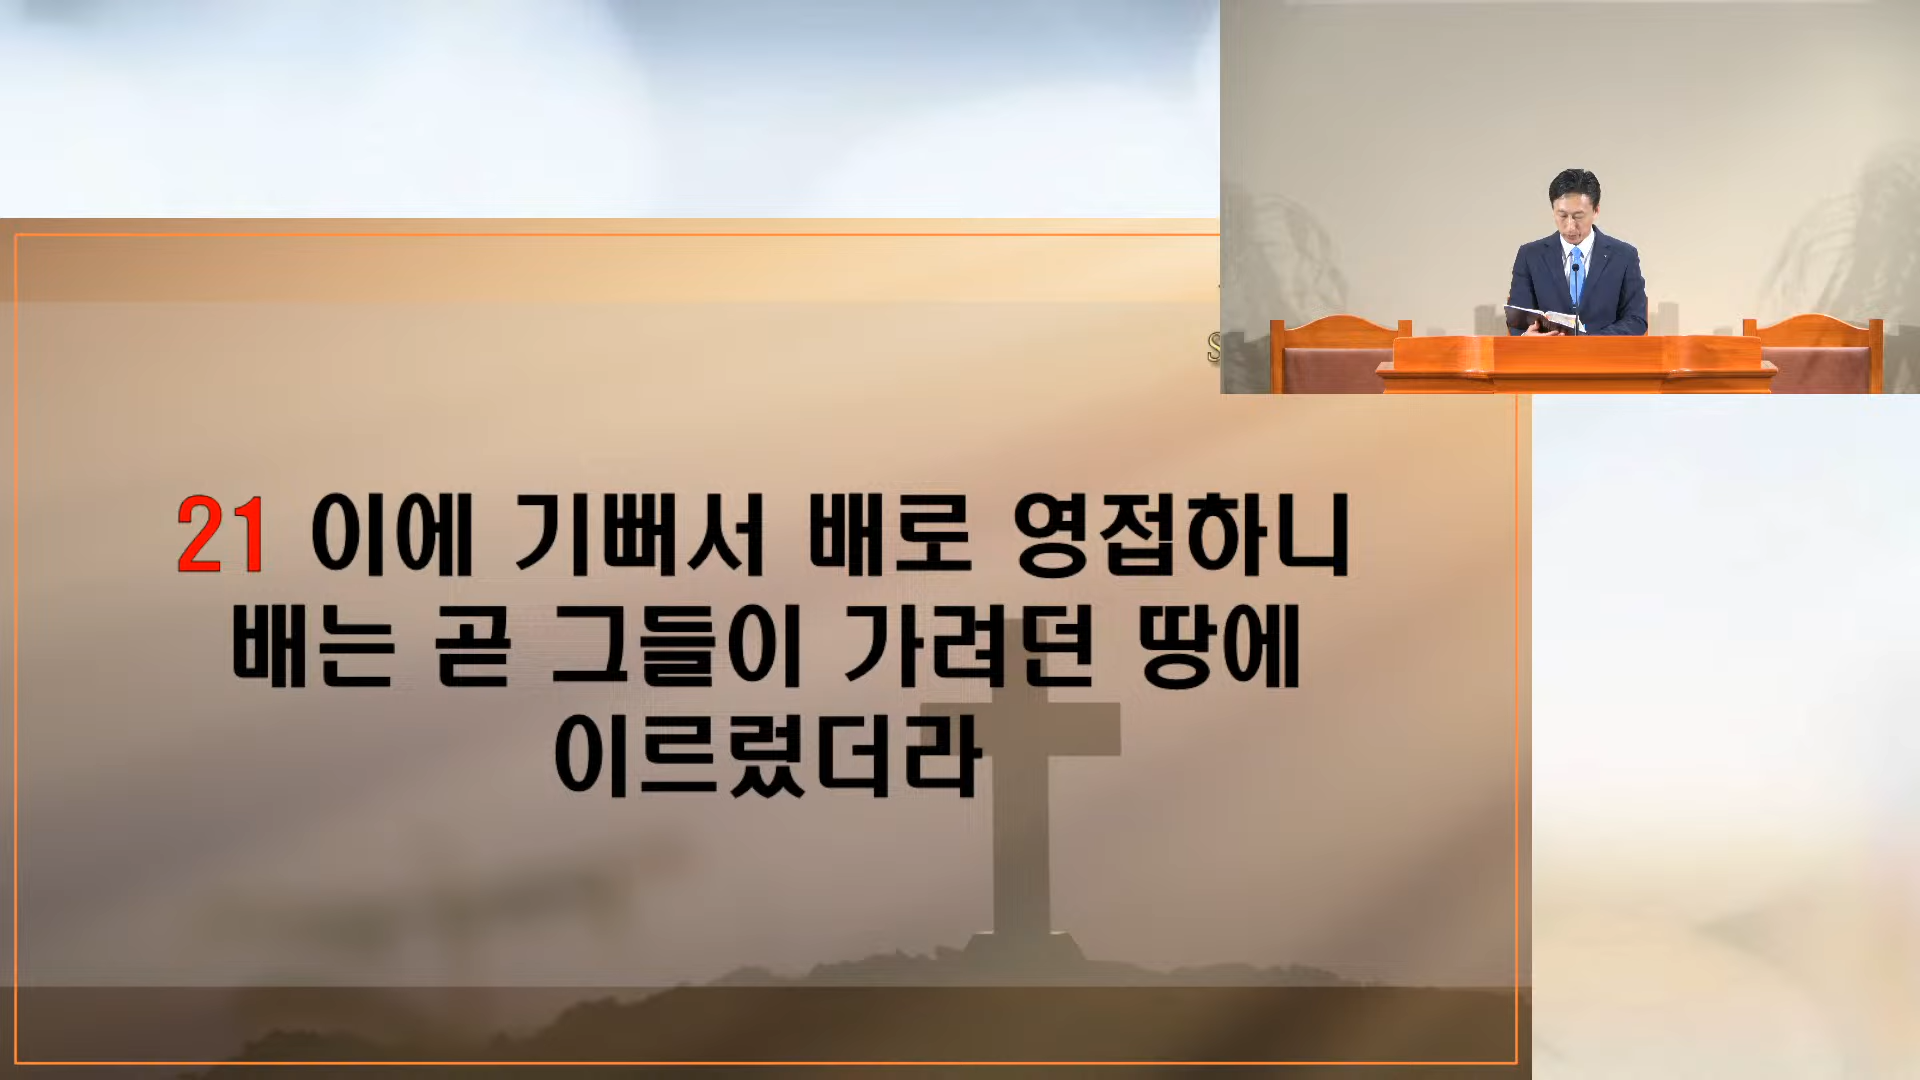 21 이에 기뻐서 배로 영접하니
배는 곧 그들이 가려던 땅에
이르렀더라